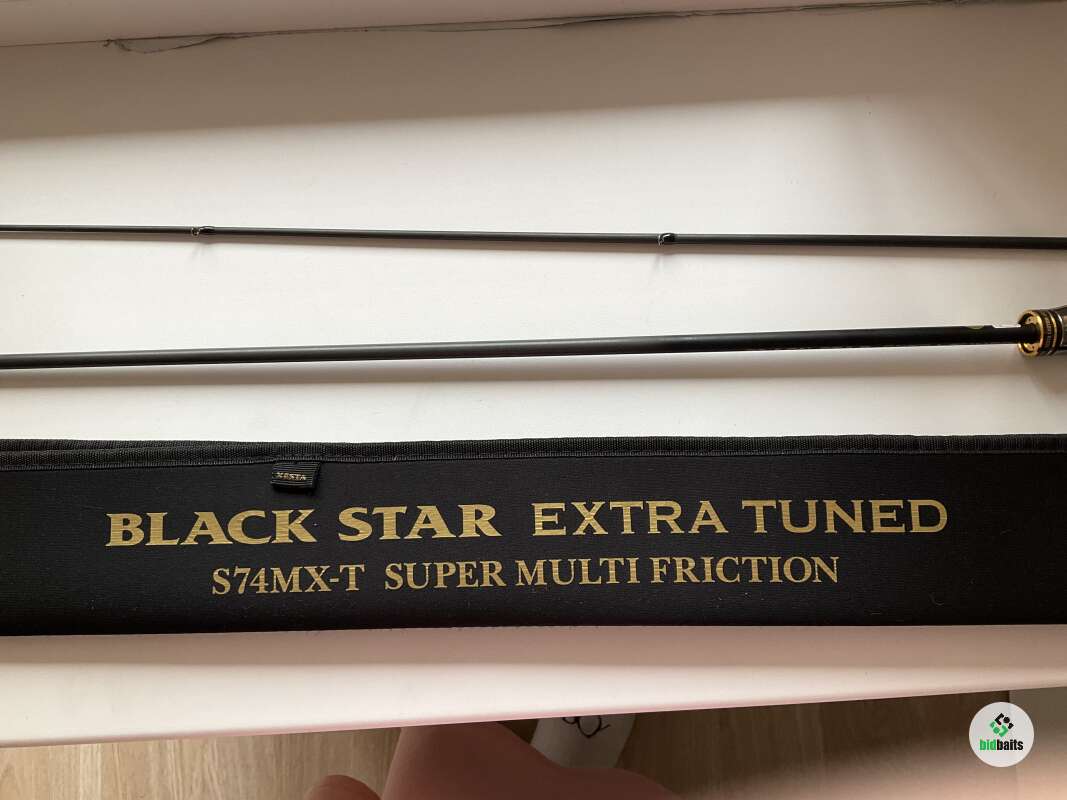 XESTA
BLACK STAR EXTRA TUNED
S74MX-T SUPER MULTI FRICTION
bidbaits